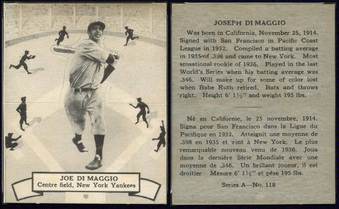 JOE DI MAGGIO
Centre field, New York Yankees
JOSEPH DI MAGGIO
Was born in California, November 25, 1914.
Signed with San Francisco in Pacific Coast
League in 1932. Compiled a batting average
in 1935 of .398 and came to New York. Most
sensational rookie of 1936. Played in the last
World's Series when his batting average was
.346. Will make up for some of color lost
when Babe Ruth retired. Bats and throws
right. Height 6' 1½" and weight 195 lbs.
Né en Californie, le 25 novembre, 1914.
Signa pour San Francisco dans la Ligue du
Pacifique en 1932. Atteignit une moyenne de
.398 en 1935 et vint à New York. Le plus
remarquable nouveau venu de 1936. Joua
dans la dernière Série Mondiale avec une
moyenne de .346. Un brillant joueur, il est
droitier Mesure 6' 1½" et pèse 195 lbs.
Series A—No. 118